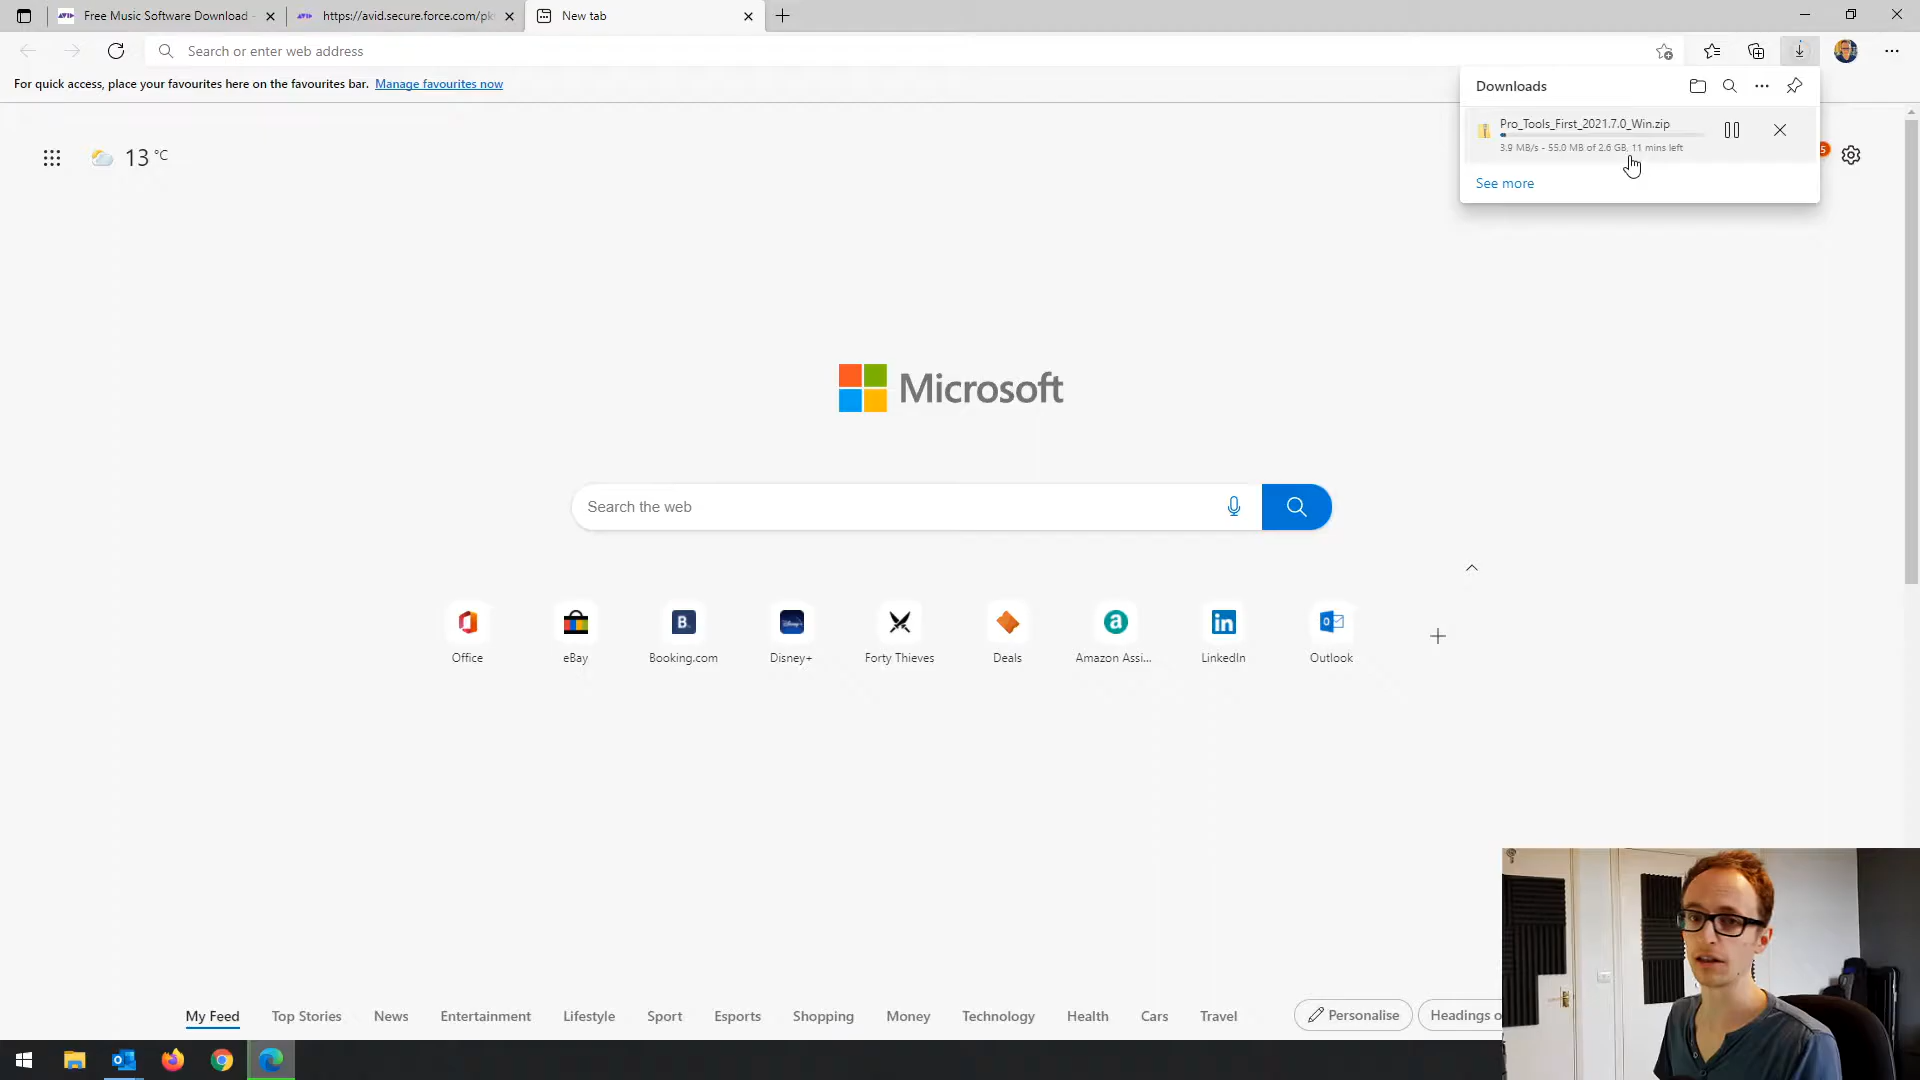 Free Music Software Download -
https://avid.secure.force.com/pk
New tab
Search or enter web address
For quick access, place your favourites here on the favourites bar. Manage favourites now
Downloads
Pro_Tools_First_2021.7.0_Win.zip
3.9 MB/s - 55.0 MB of 2.6 GB, 11 mins left
See more
13 °C
5
Microsoft
Search the web
Office
eBay
Booking.com
Disney+
Forty Thieves
Deals
Amazon Assi...
LinkedIn
Outlook
My Feed
Top Stories
News
Entertainment
Lifestyle
Sport
Esports
Shopping
Money
Technology
Health
Cars
Travel
Personalise
Headings o